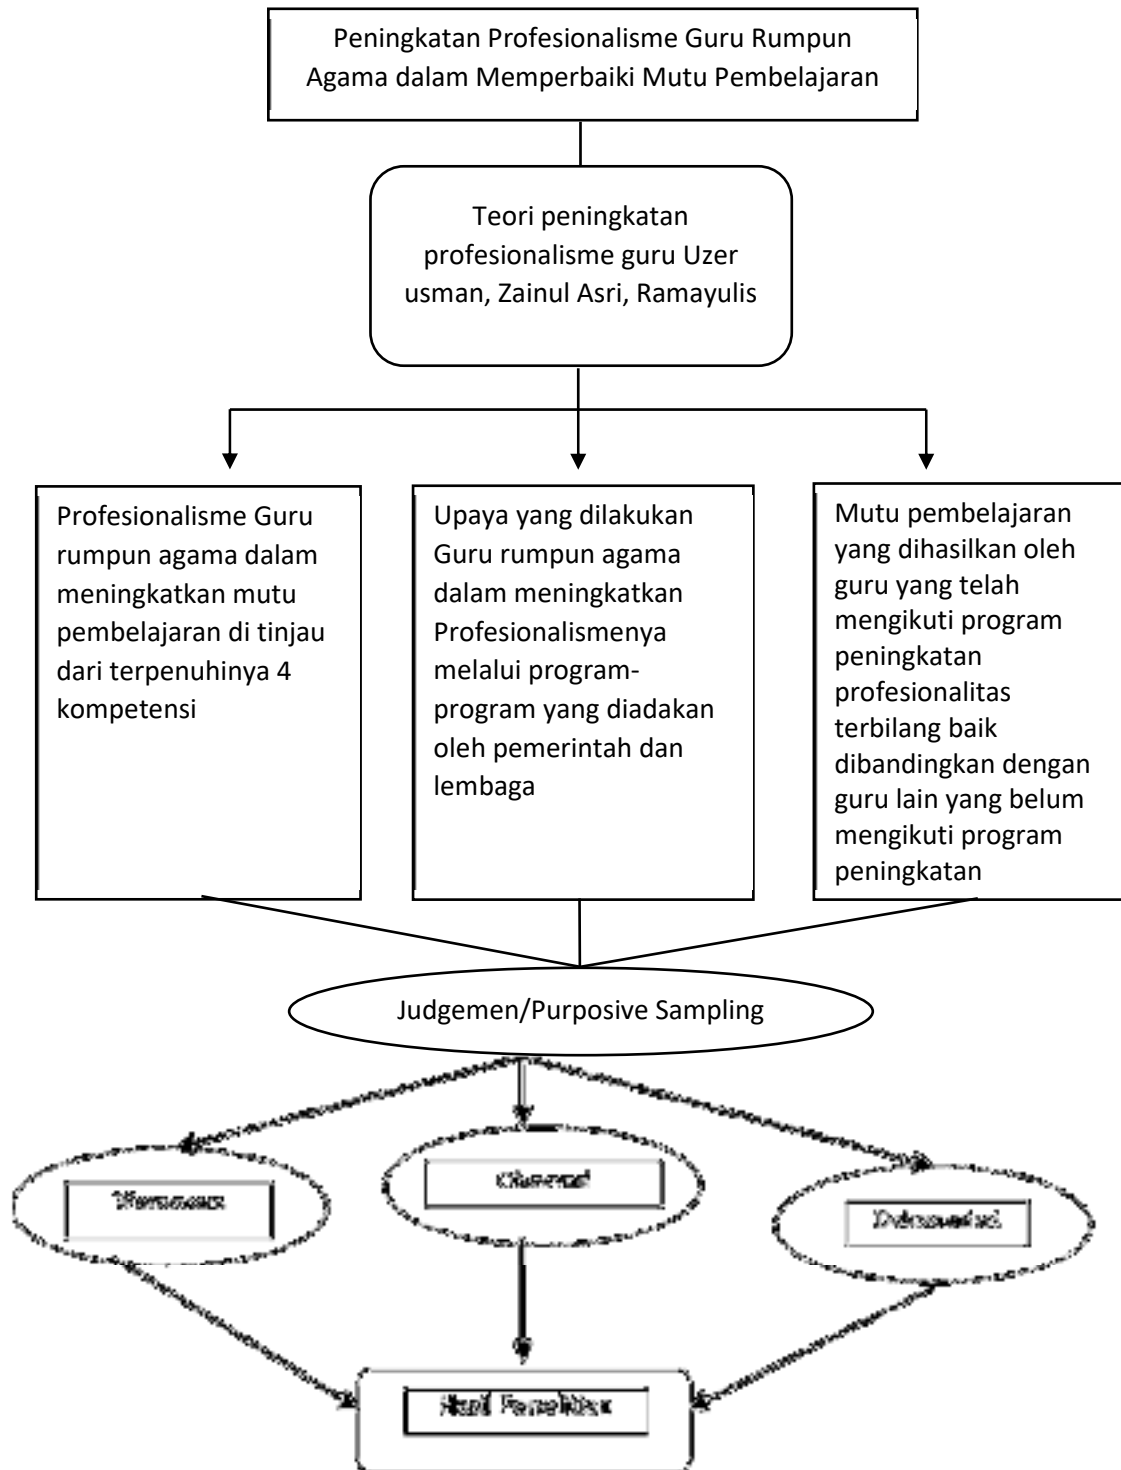 Peningkatan Profesionalisme Guru Rumpun
Agama dalam Memperbaiki Mutu Pembelajaran
Teori peningkatan
profesionalisme guru Uzer
usman, Zainul Asri, Ramayulis
Profesionalisme Guru
rumpun agama dalam
meningkatkan mutu
pembelajaran di tinjau
dari terpenuhinya 4
kompetensi
Upaya yang dilakukan
Guru rumpun agama
dalam meningkatkan
Profesionalismenya
melalui program-
program yang diadakan
oleh pemerintah dan
lembaga
Mutu pembelajaran
yang dihasilkan oleh
guru yang telah
mengikuti program
peningkatan
profesionalitas
terbilang baik
dibandingkan dengan
guru lain yang belum
mengikuti program
peningkatan
Judgemen/Purposive Sampling
Hasil